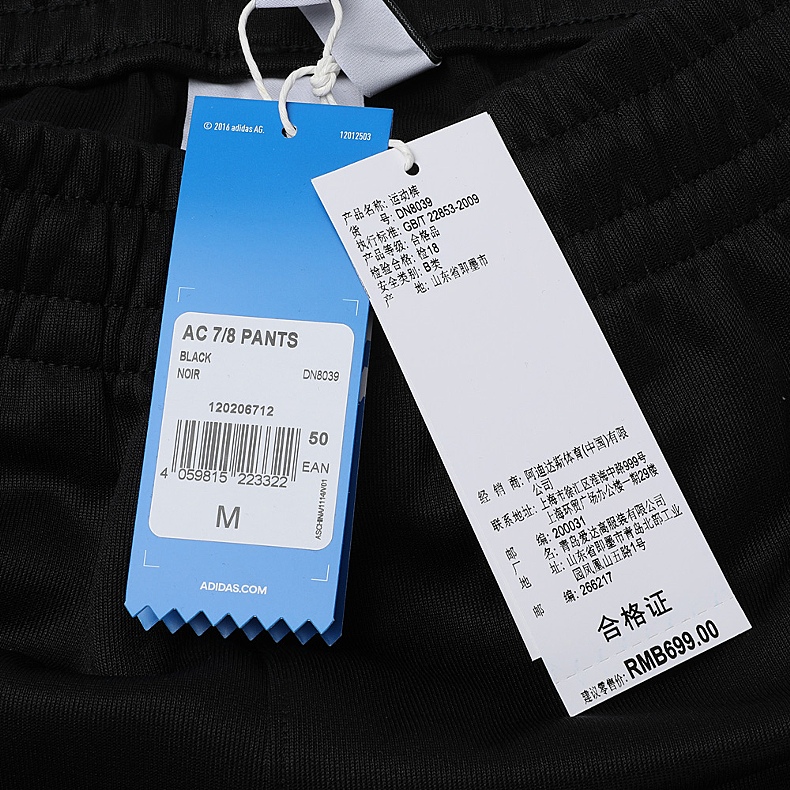 © 2016 adidas AG.
12012503
AC 7/8 PANTS
BLACK
NOIR
DN8039
120206712
50
EAN
4 059815 223322
ASCHINA/1114/V01
M
ADIDAS.COM
产品名称: 运动裤
货 号: DN8039
执行标准: GB/T 22853-2009
产品等级: 合格品
检验合格: 检18
安全类别: B类
产 地: 山东省即墨市
经 销 商: 阿迪达斯体育(中国)有限
公司
联系地址: 上海市徐汇区淮海中路999号
上海环贸广场办公楼一期29楼
邮 编: 200031
厂 名: 青岛爱达高服装有限公司
地 址: 山东省即墨市青岛北部工业
园凤凰山五路1号
邮 编: 266217
合格证
建议零售价: RMB699.00